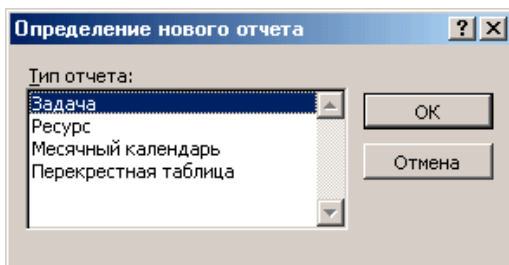 Определение нового отчета
Тип отчета:
Задача
Ресурс
Месячный календарь
Перекрестная таблица
ОК
Отмена